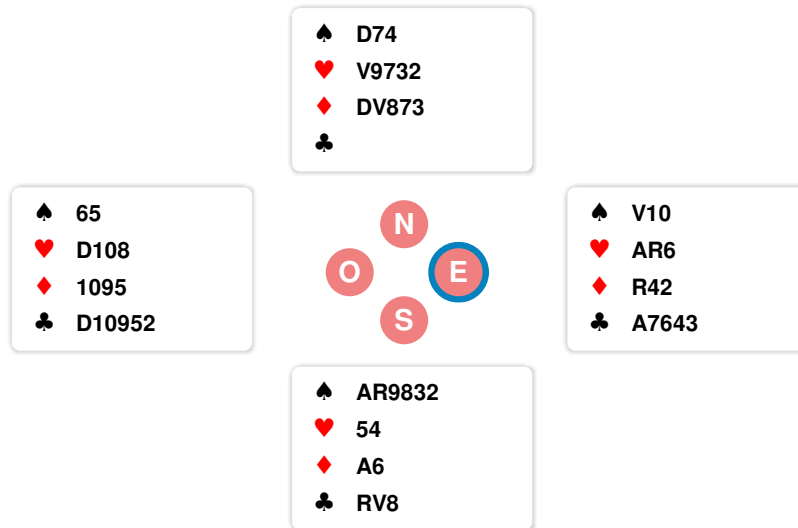 ♠ D74
♥ V9732
♦ DV873
♣
♠ 65
♥ D108
♦ 1095
♣ D10952
N
O
E
S
♠ V10
♥ AR6
♦ R42
♣ A7643
♠ AR9832
♥ 54
♦ A6
♣ RV8